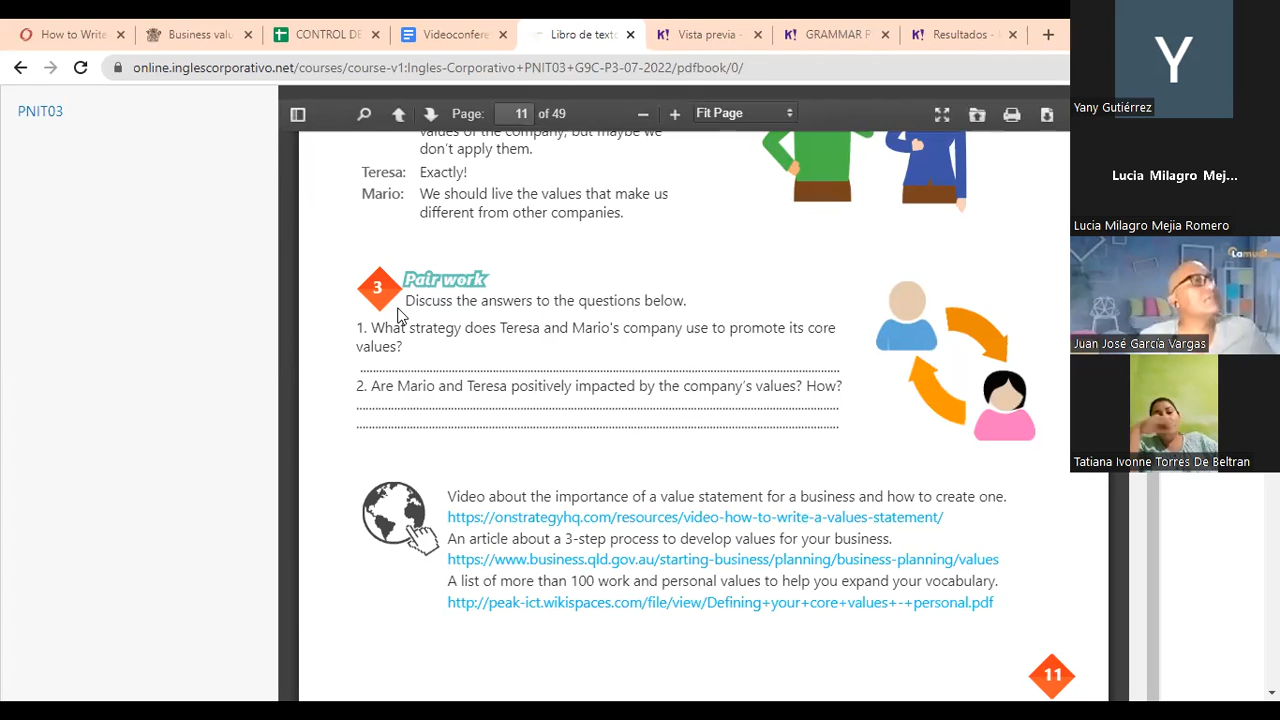 How to Write
Business valu
CONTROL DE
Videoconfere
Libro de texto
Vista previa -
GRAMMAR P
Resultados -
online.inglescorporativo.net/courses/course-v1:Ingles-Corporativo+PNIT03+G9C-P3-07-2022/pdfbook/0/
PNIT03
Page: 11 of 49
Fit Page
values of the company, but maybe we
don't apply them.
Teresa: Exactly!
Mario: We should live the values that make us
different from other companies.
3
Pair work
Discuss the answers to the questions below.
1. What strategy does Teresa and Mario's company use to promote its core
values?
2. Are Mario and Teresa positively impacted by the company's values? How?
Video about the importance of a value statement for a business and how to create one.
https://onstrategyhq.com/resources/video-how-to-write-a-values-statement/
An article about a 3-step process to develop values for your business.
https://www.business.qld.gov.au/starting-business/planning/business-planning/values
A list of more than 100 work and personal values to help you expand your vocabulary.
http://peak-ict.wikispaces.com/file/view/Defining+your+core+values+-+personal.pdf
11
Y
Yany Gutiérrez
Lucia Milagro Mej...
Lucia Milagro Mejia Romero
Juan José García Vargas
Tatiana Ivonne Torres De Beltran